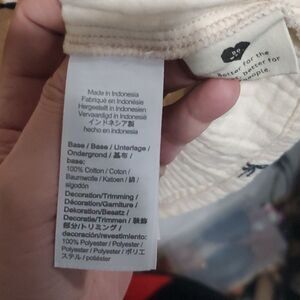 Made in Indonesia
Fabriqué en Indonésie
Hergestellt in Indonesien
Vervaardigd in Indonesië
インドネシア製
hecho en Indonesia
Base / Base / Unterlage /
Ondergrond / 基布 /
base:
100% Cotton / Coton /
Baumwolle / Katoen / 綿 /
algodón
Decoration/Trimming /
Décoration/Garniture /
Dekoration/Besatz /
Decoratie/Trimmen / 装飾
部分/トリミング /
decoración/revestimiento:
100% Polyester / Polyester /
Polyester / Polyester / ポリエ
ステル / poliéster
better for the
better for
people.